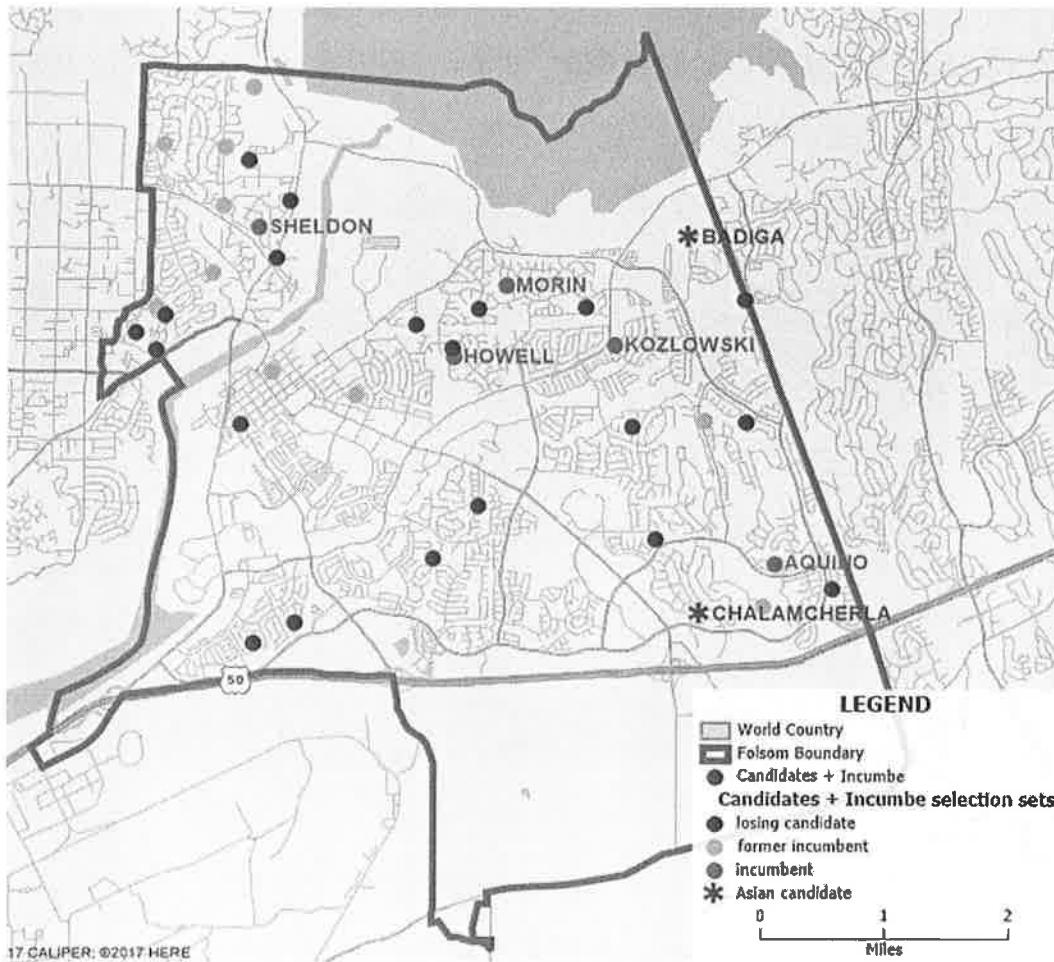 SHELDON
BADIGA
MORIN
HOWELL
KOZLOWSKI
AQUINO
CHALAMCHERLA
50
LEGEND
World Country
Folsom Boundary
Candidates + Incumbe
Candidates + Incumbe selection sets
losing candidate
former incumbent
incumbent
Asian candidate
0 1 2
Miles
17 CALIPER; ©2017 HERE